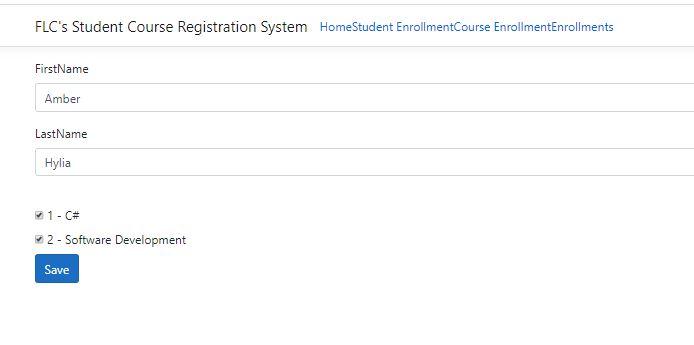 FLC's Student Course Registration System HomeStudent EnrollmentCourse EnrollmentEnrollments
FirstName
Amber
LastName
Hylia
1 - C#
2 - Software Development
Save